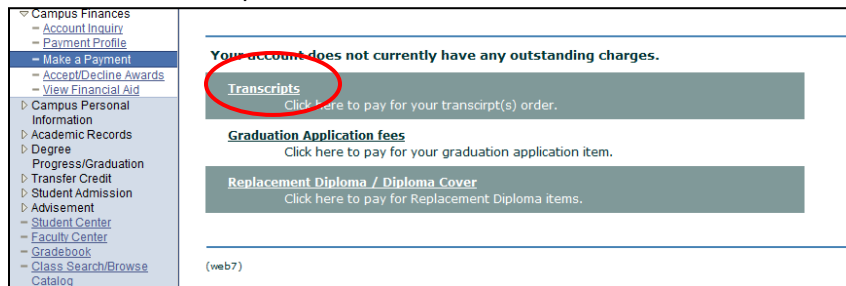 Campus Finances
Account Inquiry
Payment Profile
Make a Payment
Accept/Decline Awards
View Financial Aid
Campus Personal
Information
Academic Records
Degree
Progress/Graduation
Transfer Credit
Student Admission
Advisement
Student Center
Faculty Center
Gradebook
Class Search/Browse
Catalog
Your account does not currently have any outstanding charges.
Transcripts
Click here to pay for your transcirpt(s) order.
Graduation Application fees
Click here to pay for your graduation application item.
Replacement Diploma / Diploma Cover
Click here to pay for Replacement Diploma items.
(web7)